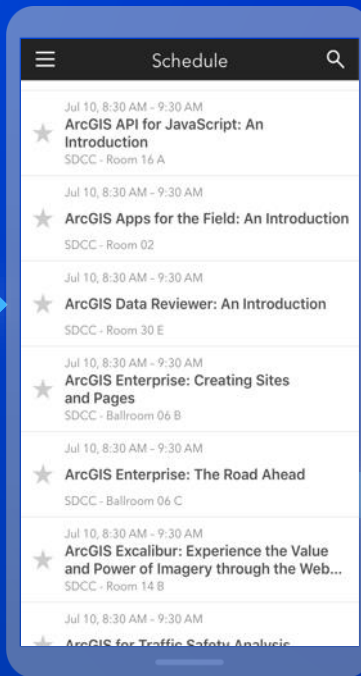 Schedule
Jul 10, 8:30 AM - 9:30 AM
ArcGIS API for JavaScript: An
Introduction
SDCC - Room 16 A
Jul 10, 8:30 AM - 9:30 AM
ArcGIS Apps for the Field: An Introduction
SDCC - Room 02
Jul 10, 8:30 AM - 9:30 AM
ArcGIS Data Reviewer: An Introduction
SDCC - Room 30 E
Jul 10, 8:30 AM - 9:30 AM
ArcGIS Enterprise: Creating Sites
and Pages
SDCC - Ballroom 06 B
Jul 10, 8:30 AM - 9:30 AM
ArcGIS Enterprise: The Road Ahead
SDCC - Ballroom 06 C
Jul 10, 8:30 AM - 9:30 AM
ArcGIS Excalibur: Experience the Value
and Power of Imagery through the Web...
SDCC - Room 14 B
Jul 10, 8:30 AM - 9:30 AM
ArcGIS for Traffic Safety Analysis